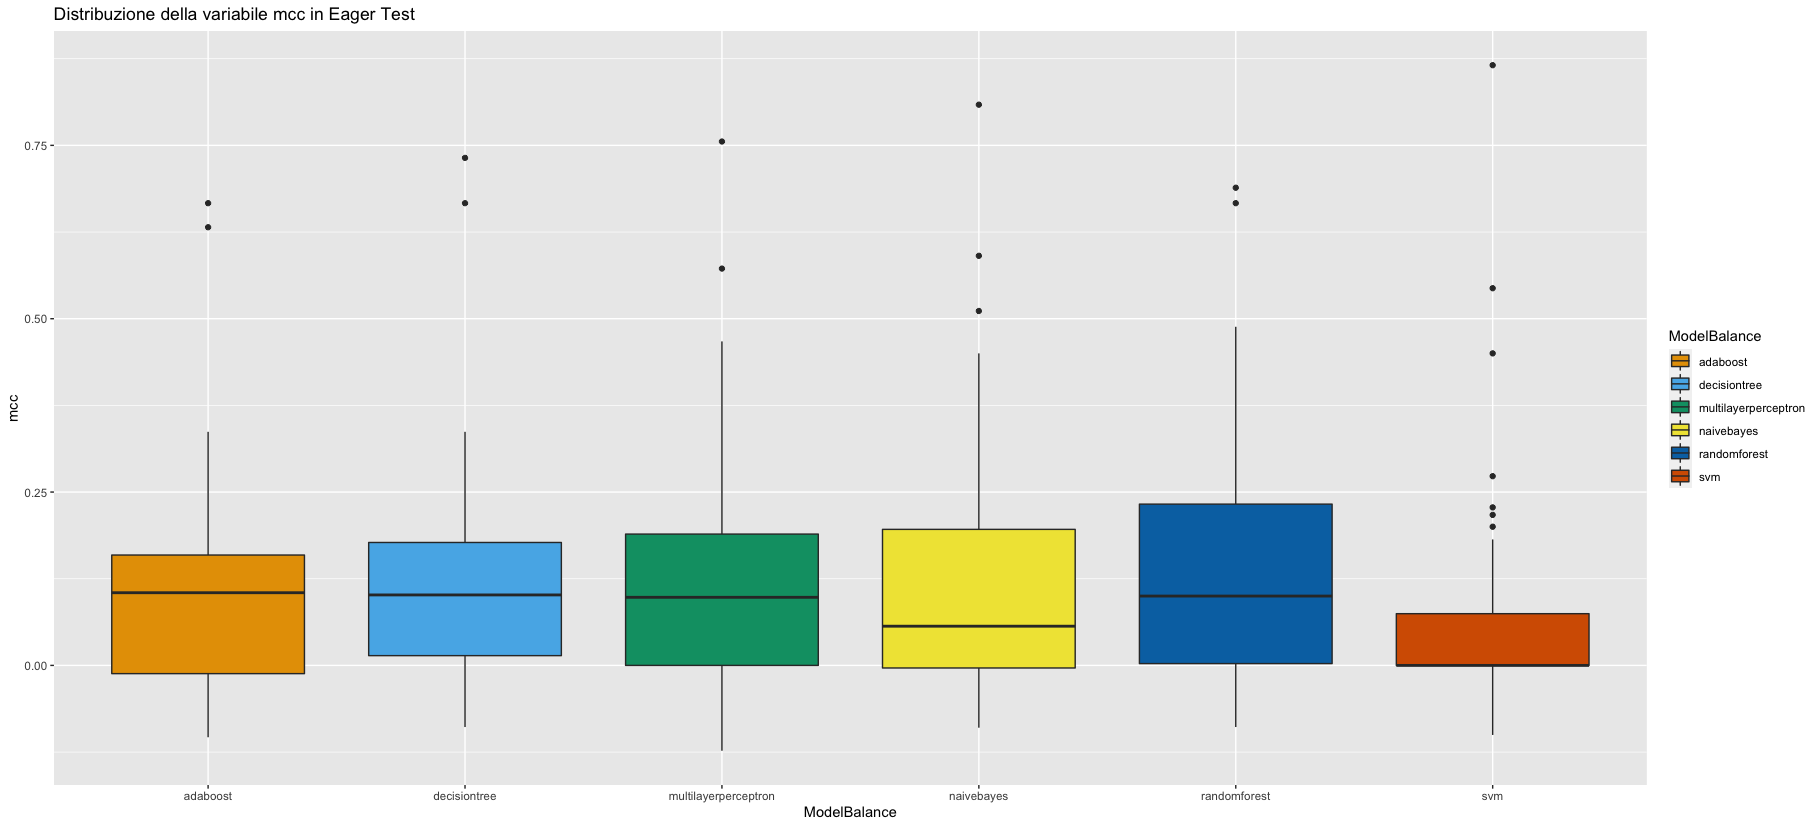 Distribuzione della variabile mcc in Eager Test
mcc
0.75
0.50
0.25
0.00
adaboost
decisiontree
multilayerperceptron
naivebayes
randomforest
svm
ModelBalance
ModelBalance
adaboost
decisiontree
multilayerperceptron
naivebayes
randomforest
svm